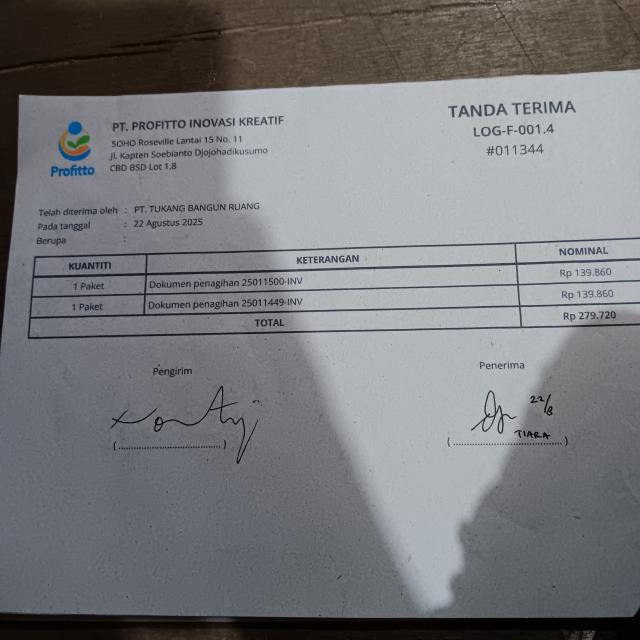 PT. PROFITTO INOVASI KREATIF
SOHO Roseville Lantai 15 No. 11
Jl. Kapten Soebianto Djojohadikusumo
CBD BSD Lot 1.8
Profitto
TANDA TERIMA
LOG-F-001.4
#011344
Telah diterima oleh : PT. TUKANG BANGUN RUANG
Pada tanggal : 22 Agustus 2025
Berupa :
KUANTITI KETERANGAN NOMINAL
1 Paket Dokumen penagihan 25011500-INV Rp 139.860
1 Paket Dokumen penagihan 25011449-INV Rp 139.860
TOTAL Rp 279.720
Pengirim Penerima
22/8
TIARA
(..............................) (..............................)